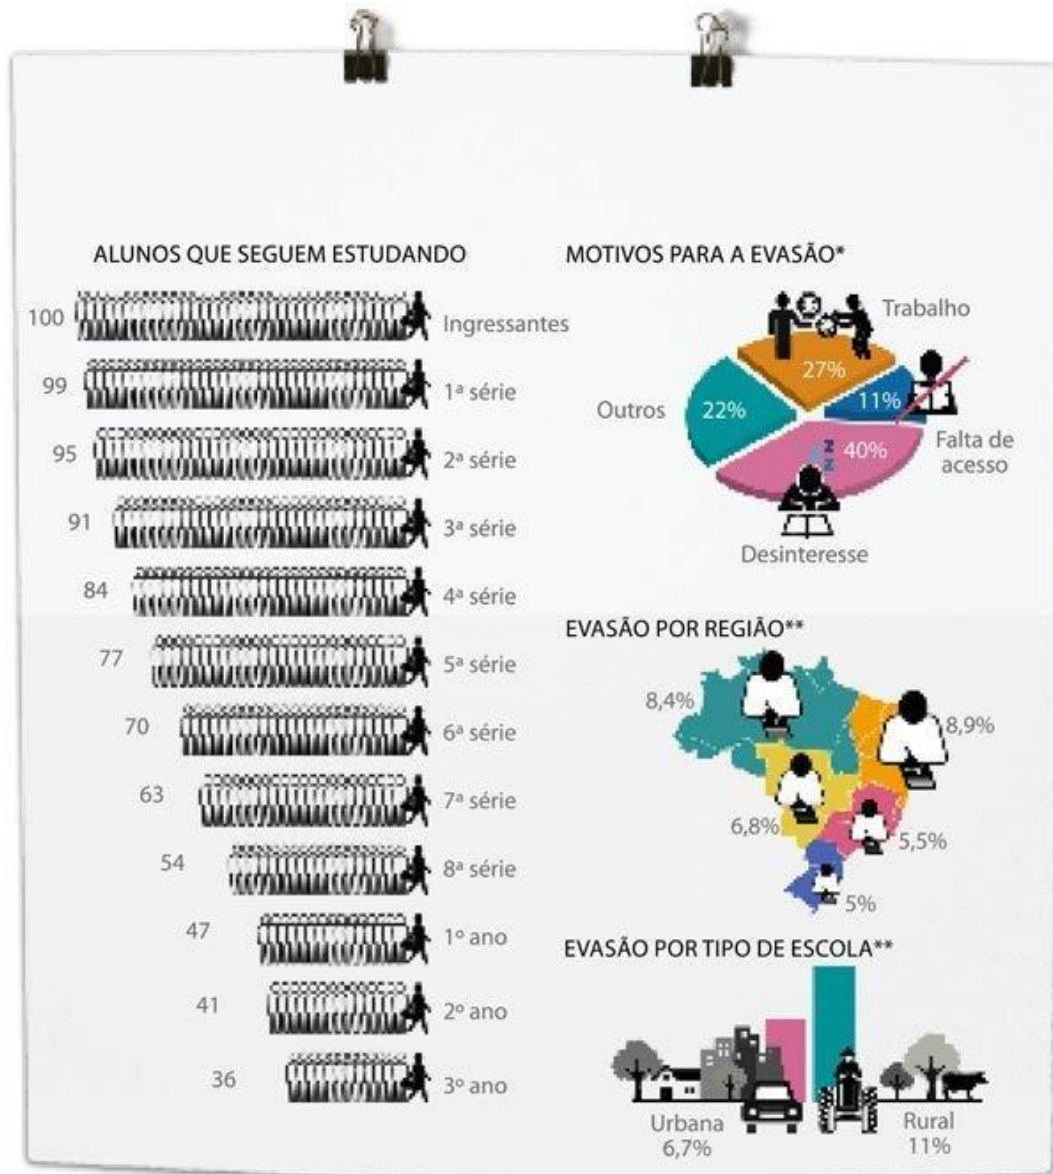 ALUNOS QUE SEGUEM ESTUDANDO
100 Ingressantes
99 1ª série
95 2ª série
91 3ª série
84 4ª série
77 5ª série
70 6ª série
63 7ª série
54 8ª série
47 1º ano
41 2º ano
36 3º ano
MOTIVOS PARA A EVASÃO*
Trabalho
27%
11%
Falta de
acesso
Outros
22%
40%
Desinteresse
EVASÃO POR REGIÃO**
8,4%
8,9%
6,8%
5,5%
5%
EVASÃO POR TIPO DE ESCOLA**
Urbana
6,7%
Rural
11%